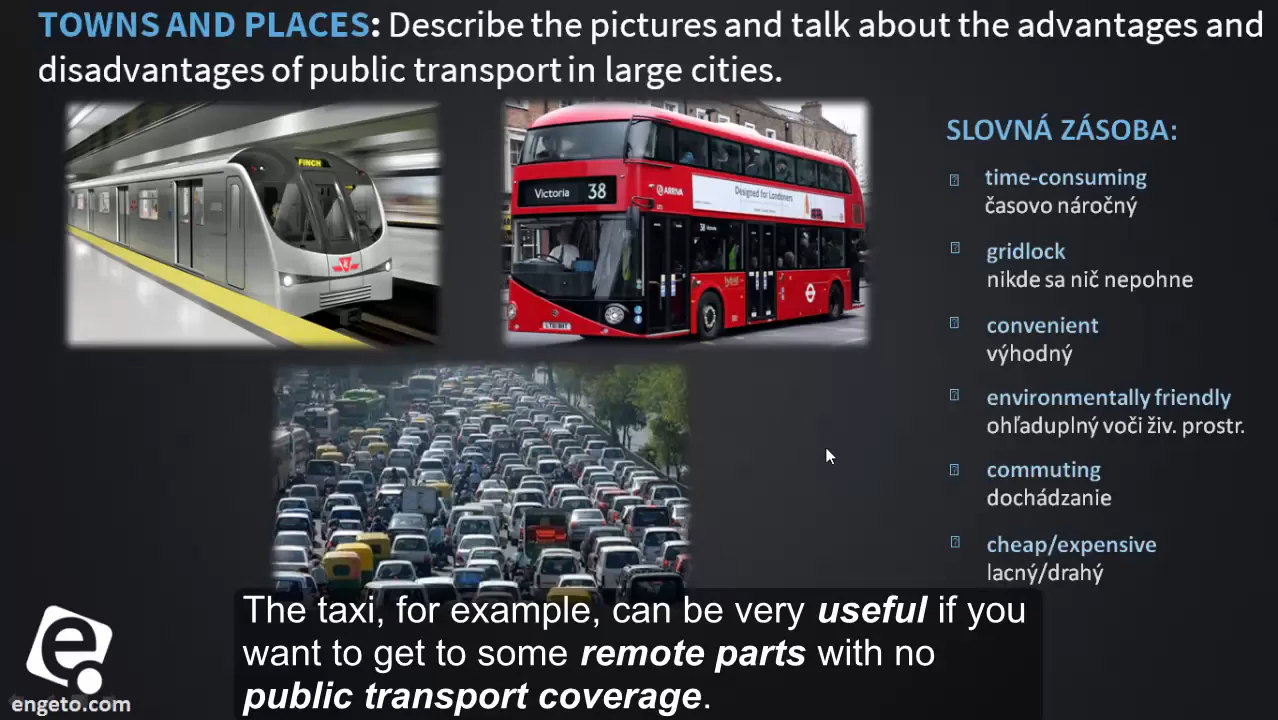 TOWNS AND PLACES: Describe the pictures and talk about the advantages and
disadvantages of public transport in large cities.
FINCH
Victoria 38
ARRIVA
Designed for Londoners
SLOVNÁ ZÁSOBA:
time-consuming
časovo náročný
gridlock
nikde sa nič nepohne
convenient
výhodný
environmentally friendly
ohľaduplný voči živ. prostr.
commuting
dochádzanie
cheap/expensive
lacný/drahý
The taxi, for example, can be very useful if you
want to get to some remote parts with no
public transport coverage.
e
engeto.com